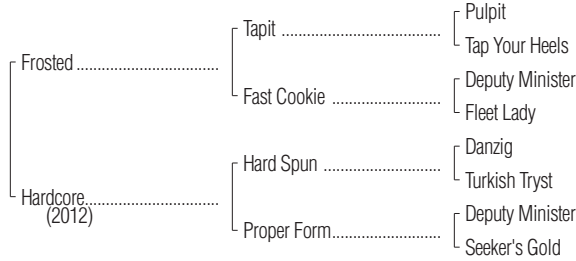 Pulpit
Tapit ................................................
Tap Your Heels
Frosted ...........................................
Deputy Minister
Fast Cookie .................................
Fleet Lady
Danzig
Hard Spun ...................................
Turkish Tryst
Hardcore.........................................
(2012)
Deputy Minister
Proper Form.................................
Seeker's Gold